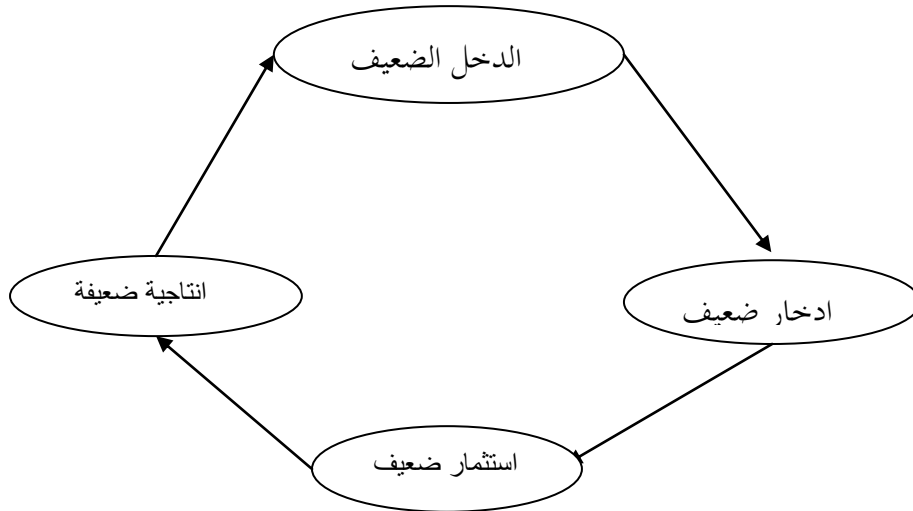 الدخل الضعيف
انتاجية ضعيفة
ادخار ضعيف
استثمار ضعيف